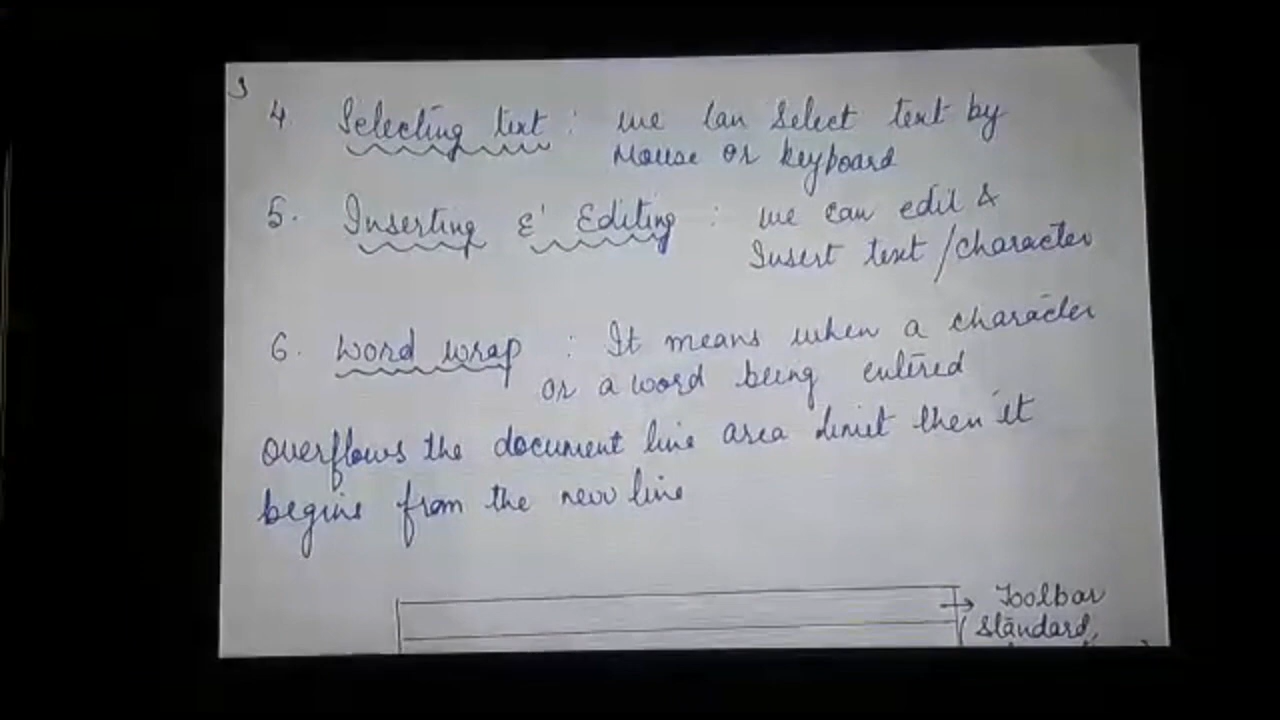 4. Selecting text : we can select text by
Mouse or keyboard
5. Inserting & Editing : we can edit &
Insert text / character
6. Word wrap : It means when a character
or a word being entered
overflows the document line area limit then it
begins from the new line
Toolbar
(Standard,